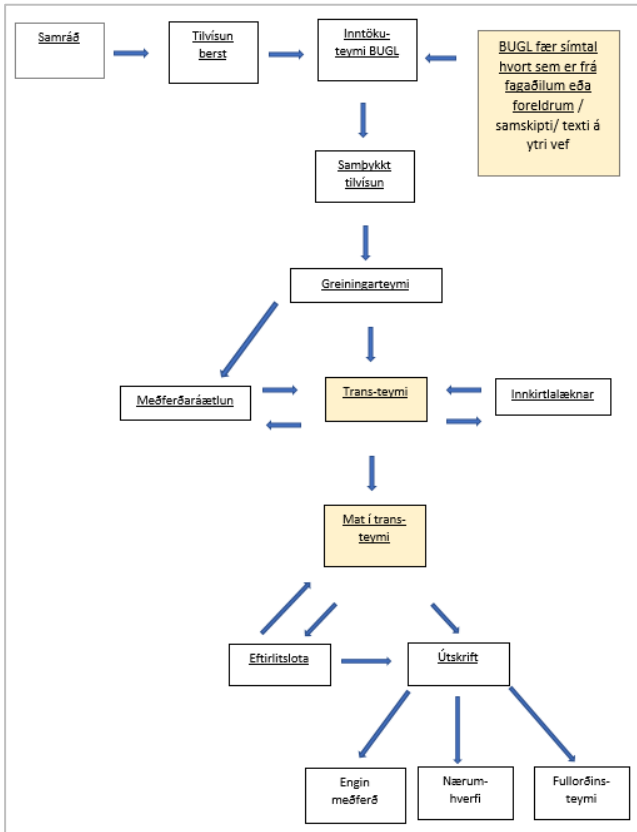 Samráð
Tilvísun
berst
Inntöku-
teymi BUGL
BUGL fær símtal
hvort sem er frá
fagaðilum eða
foreldrum /
samskipti/ texti á
ytri vef
Samþykkt
tilvísun
Greiningarteymi
Meðferðaráætlun
Trans-teymi
Innkirtlalæknar
Mat í trans-
teymi
Eftirlitslota
Útskrift
Engin
meðferð
Nærum-
hverfi
Fullorðins-
teymi